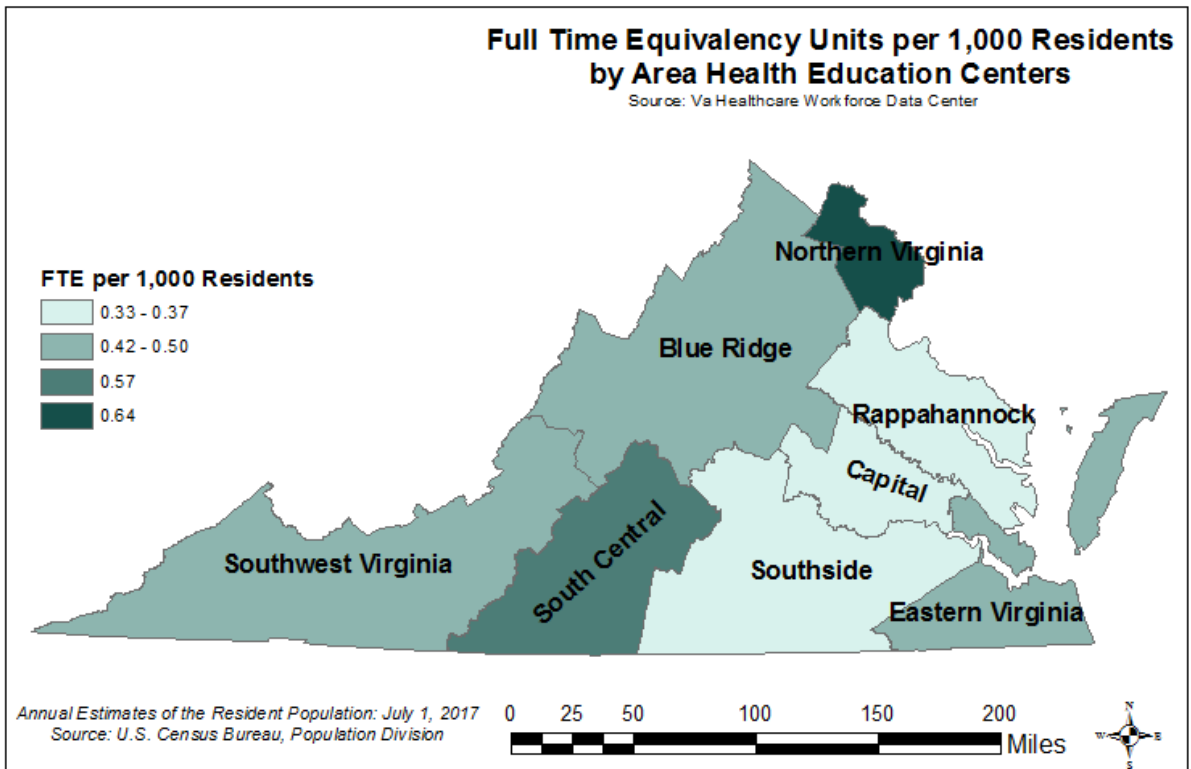 Full Time Equivalency Units per 1,000 Residents
by Area Health Education Centers
Source: Va Healthcare Workforce Data Center
Northern Virginia
FTE per 1,000 Residents
0.33 - 0.37
0.42 - 0.50
0.57
0.64
Blue Ridge
Rappahannock
Capital
Southwest Virginia
South Central
Southside
Eastern Virginia
Annual Estimates of the Resident Population: July 1, 2017
Source: U.S. Census Bureau, Population Division
0 25 50 100 150 200
Miles
N
W E
S